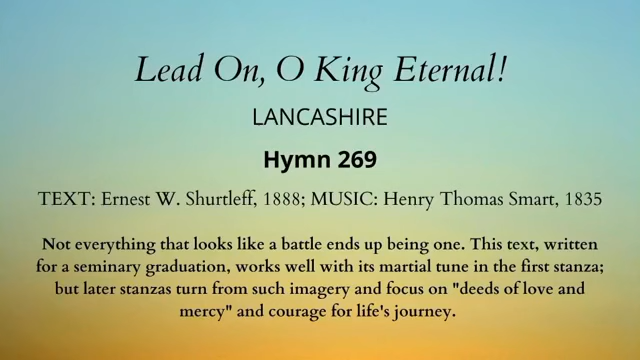 Lead On, O King Eternal!
LANCASHIRE
Hymn 269
TEXT: Ernest W. Shurtleff, 1888; MUSIC: Henry Thomas Smart, 1835
Not everything that looks like a battle ends up being one. This text, written
for a seminary graduation, works well with its martial tune in the first stanza;
but later stanzas turn from such imagery and focus on "deeds of love and
mercy" and courage for life's journey.